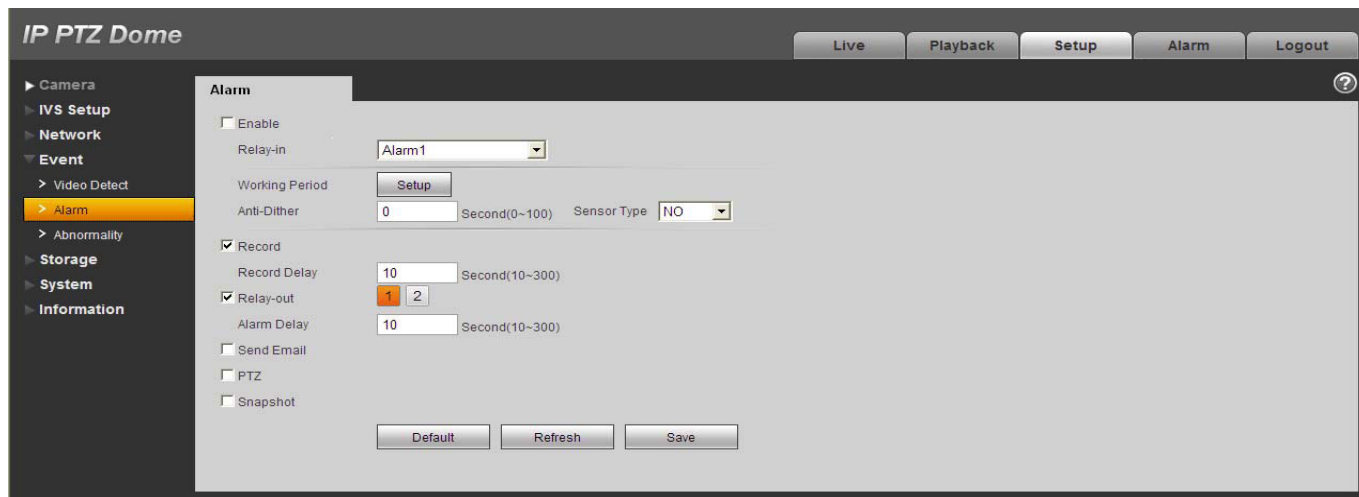 IP PTZ Dome
Live Playback Setup Alarm Logout
Camera
IVS Setup
Network
Event
> Video Detect
> Alarm
> Abnormality
Storage
System
Information
?
Alarm
Enable
Relay-in Alarm1
Working Period Setup
Anti-Dither 0 Second(0~100) Sensor Type NO
Record
Record Delay 10 Second(10~300)
Relay-out 1 2
Alarm Delay 10 Second(10~300)
Send Email
PTZ
Snapshot
Default Refresh Save